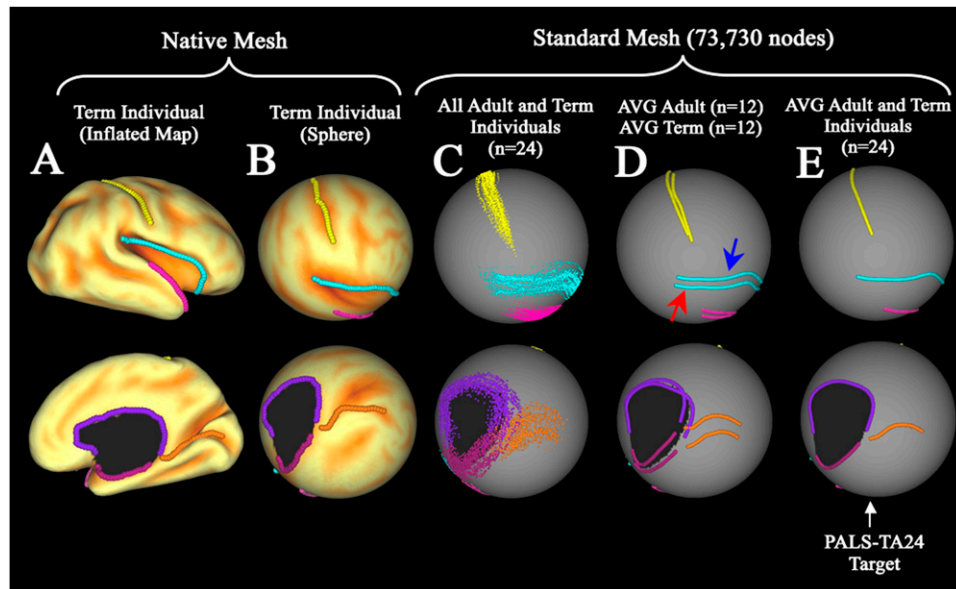 Native Mesh
Standard Mesh (73,730 nodes)
Term Individual
(Inflated Map)
Term Individual
(Sphere)
All Adult and Term
Individuals
(n=24)
AVG Adult (n=12)
AVG Term (n=12)
AVG Adult and Term
Individuals
(n=24)
A
B
C
D
E
PALS-TA24
Target